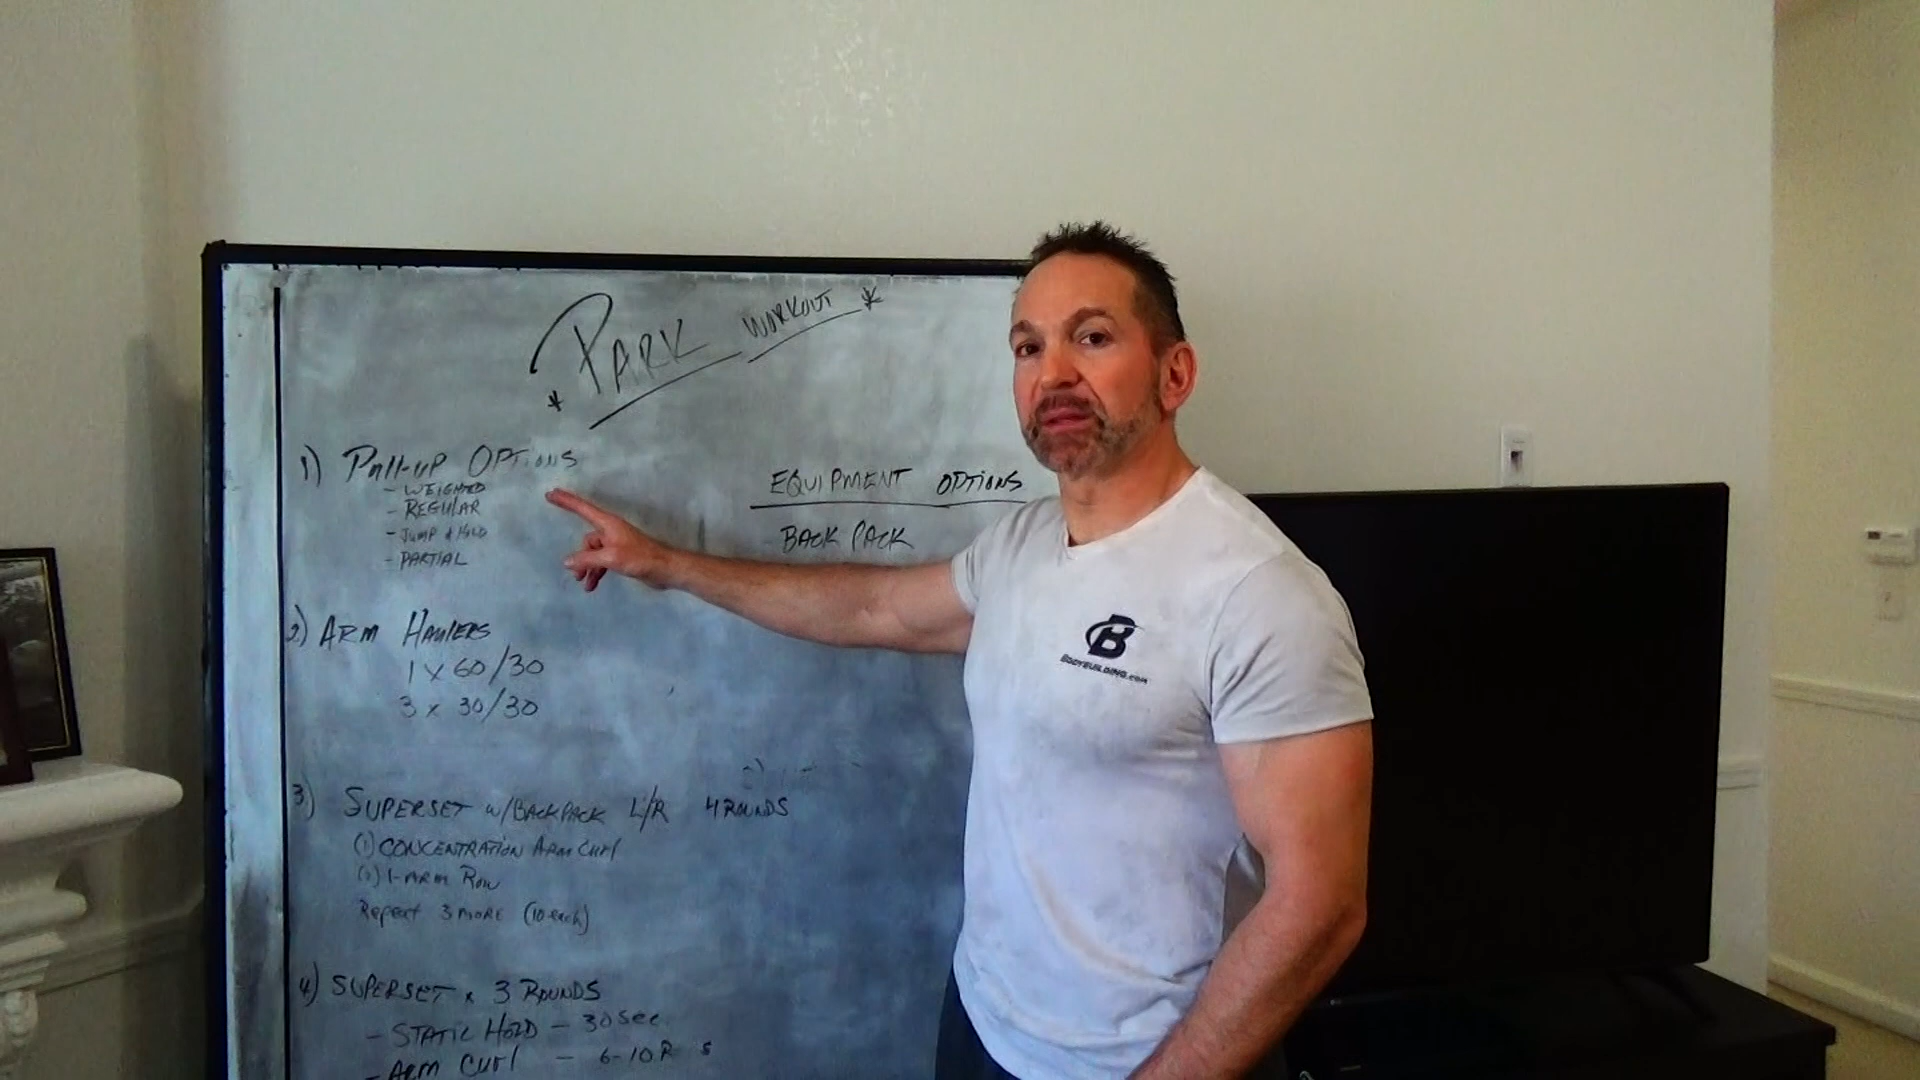 * PARK WORKOUT *
1) Pull-UP OPTIONS
- WEIGHTED
- REGULAR
- JUMP & HOLD
- PARTIAL
EQUIPMENT OPTIONS
BACK PACK
2) ARM HAULERS
1 x 60/30
3 x 30/30
3) SUPERSET w/BACKPACK L/R 4 ROUNDS
(1) CONCENTRATION ARM CURL
(2) 1-ARM ROW
Repeat 3 MORE (10 each)
4) SUPERSET x 3 ROUNDS
- STATIC HOLD - 30 sec
- ARM CURL - 6-10
B
BODYBUILDING.COM